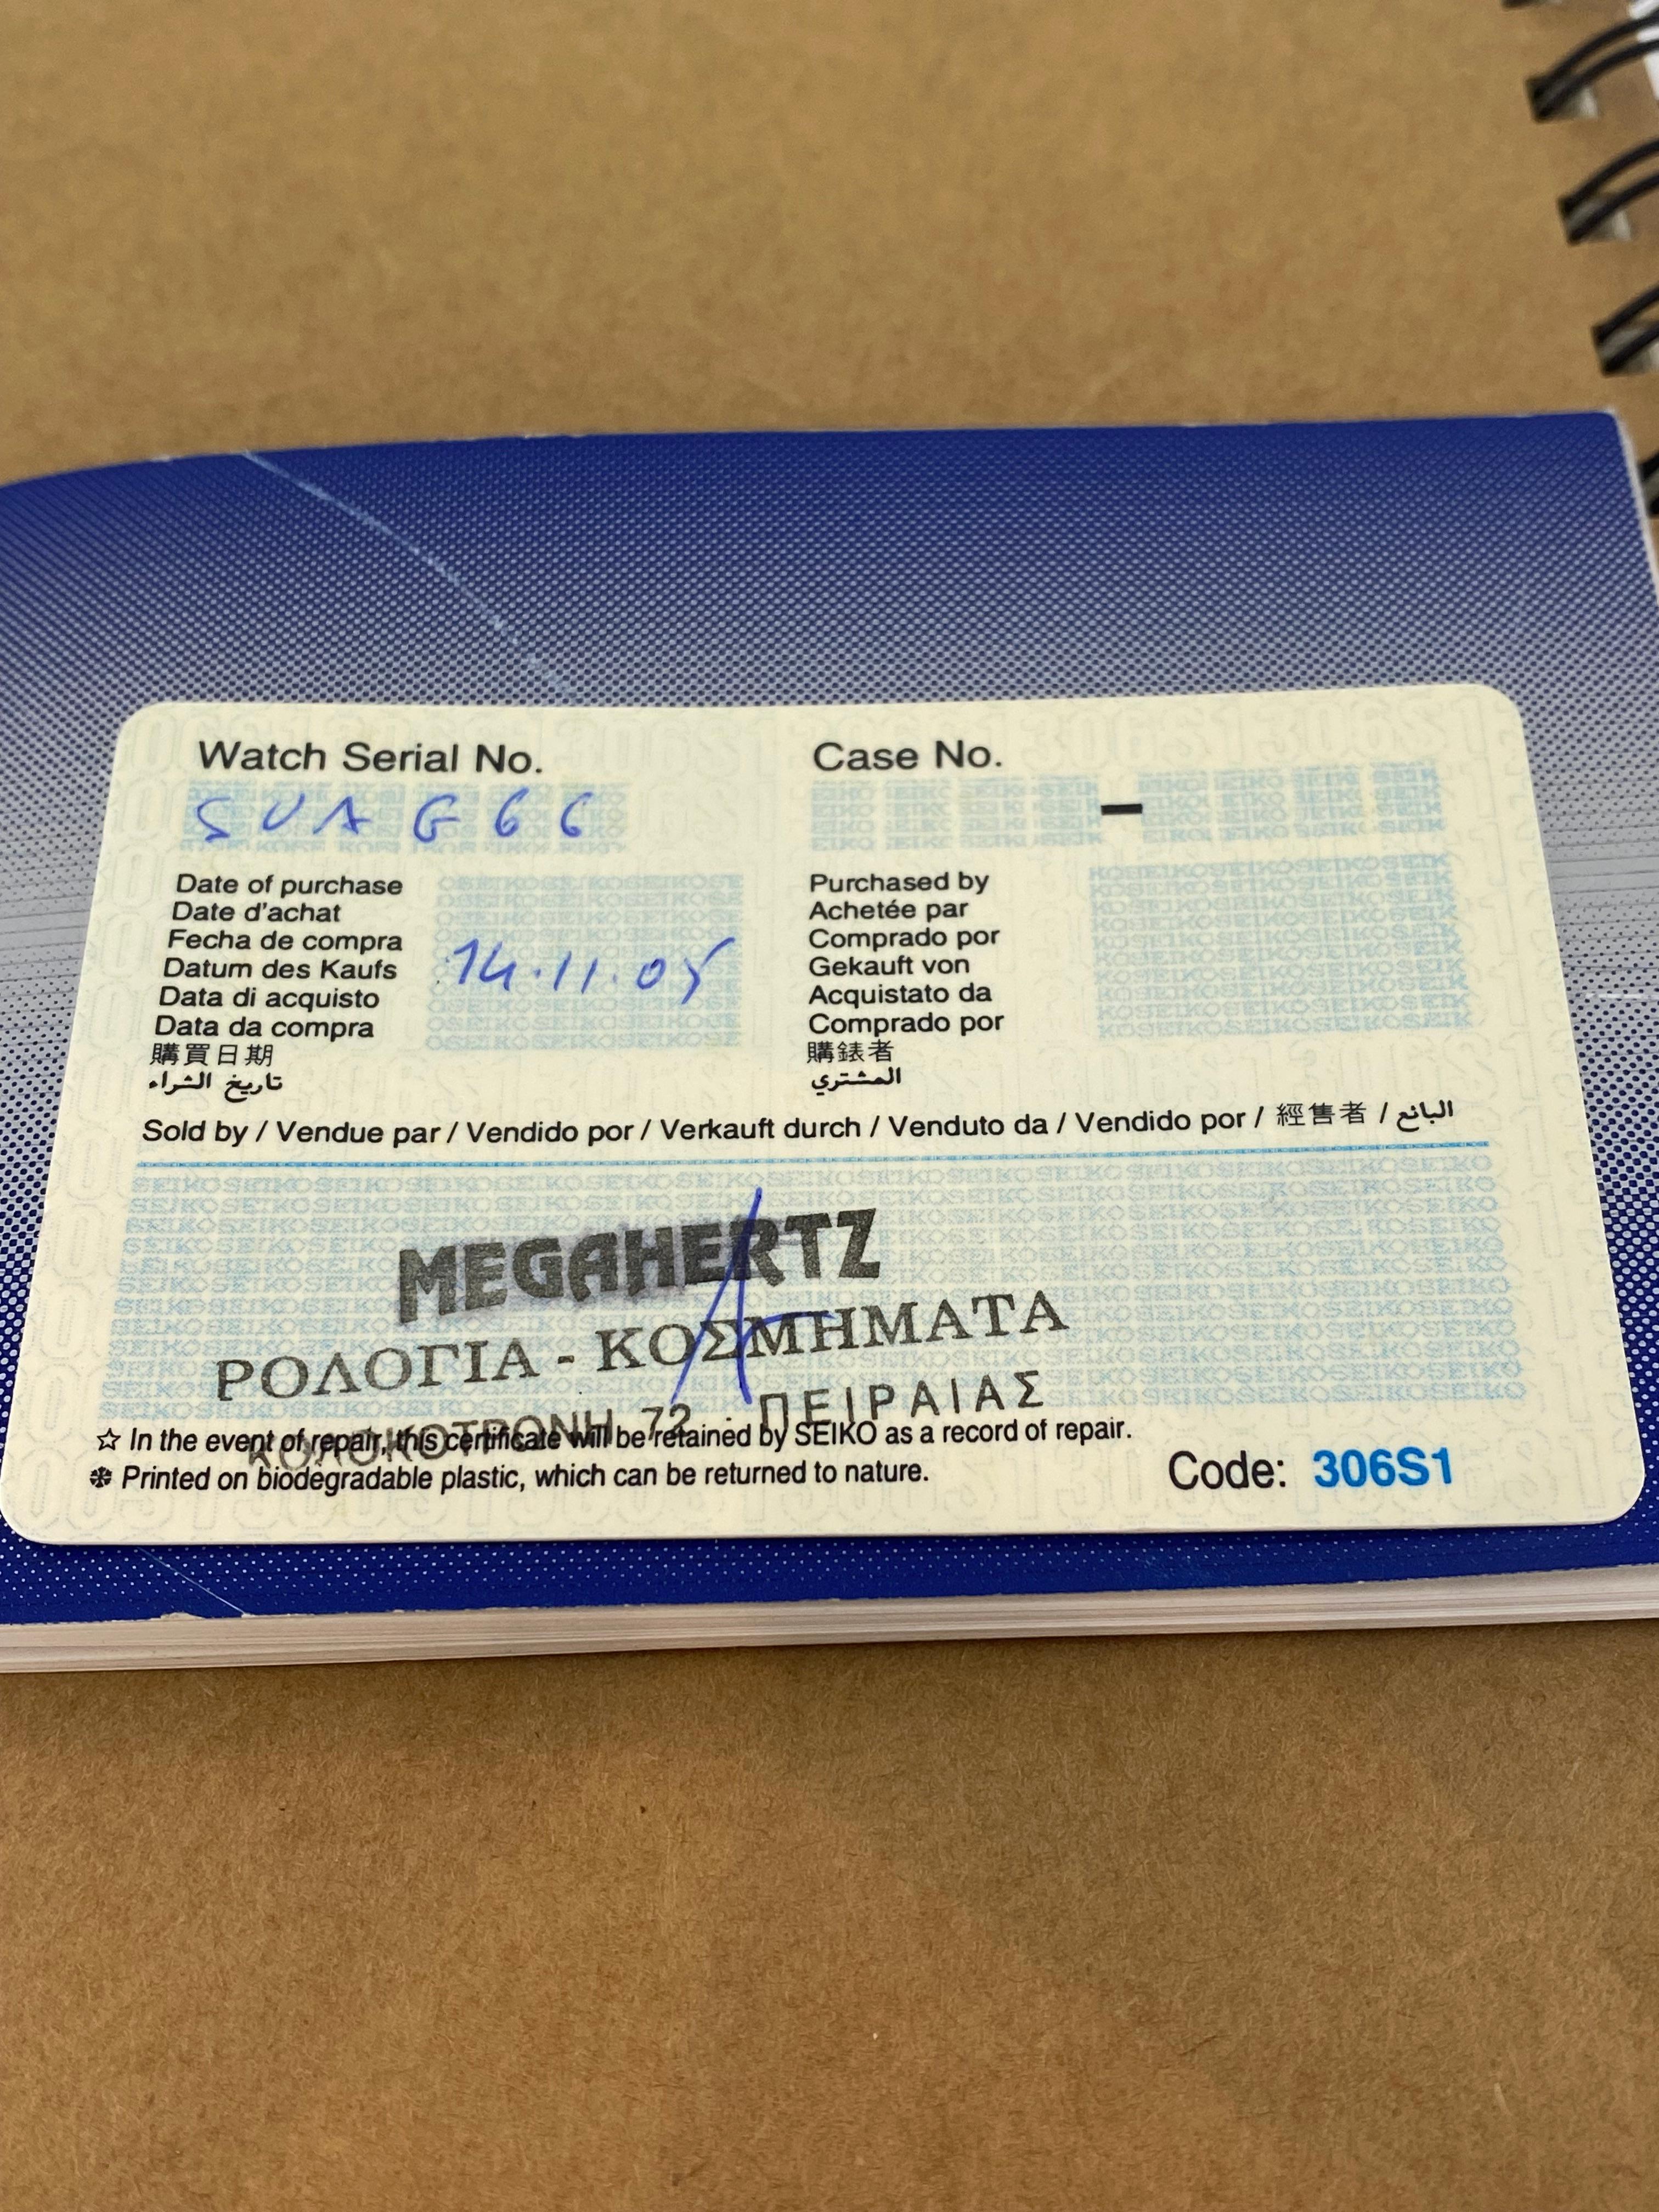 Watch Serial No.
SUAG66
Date of purchase
Date d'achat
Fecha de compra
Datum des Kaufs
Data di acquisto
Data da compra
購買日期
تاريخ الشراء
14.11.05
Case No.
–
Purchased by
Achetée par
Comprado por
Gekauft von
Acquistato da
Comprado por
購錶者
المشتري
Sold by / Vendue par / Vendido por / Verkauft durch / Venduto da / Vendido por / 經售者 / البائع
MEGAHERTZ
ΡΟΛΟΓΙΑ - ΚΟΣΜΗΜΑΤΑ
ΚΟΛΟΚΟΤΡΩΝΗ 72 - ΠΕΙΡΑΙΑΣ
☆ In the event of repair, this certificate will be retained by SEIKO as a record of repair.
❄ Printed on biodegradable plastic, which can be returned to nature.
Code: 306S1